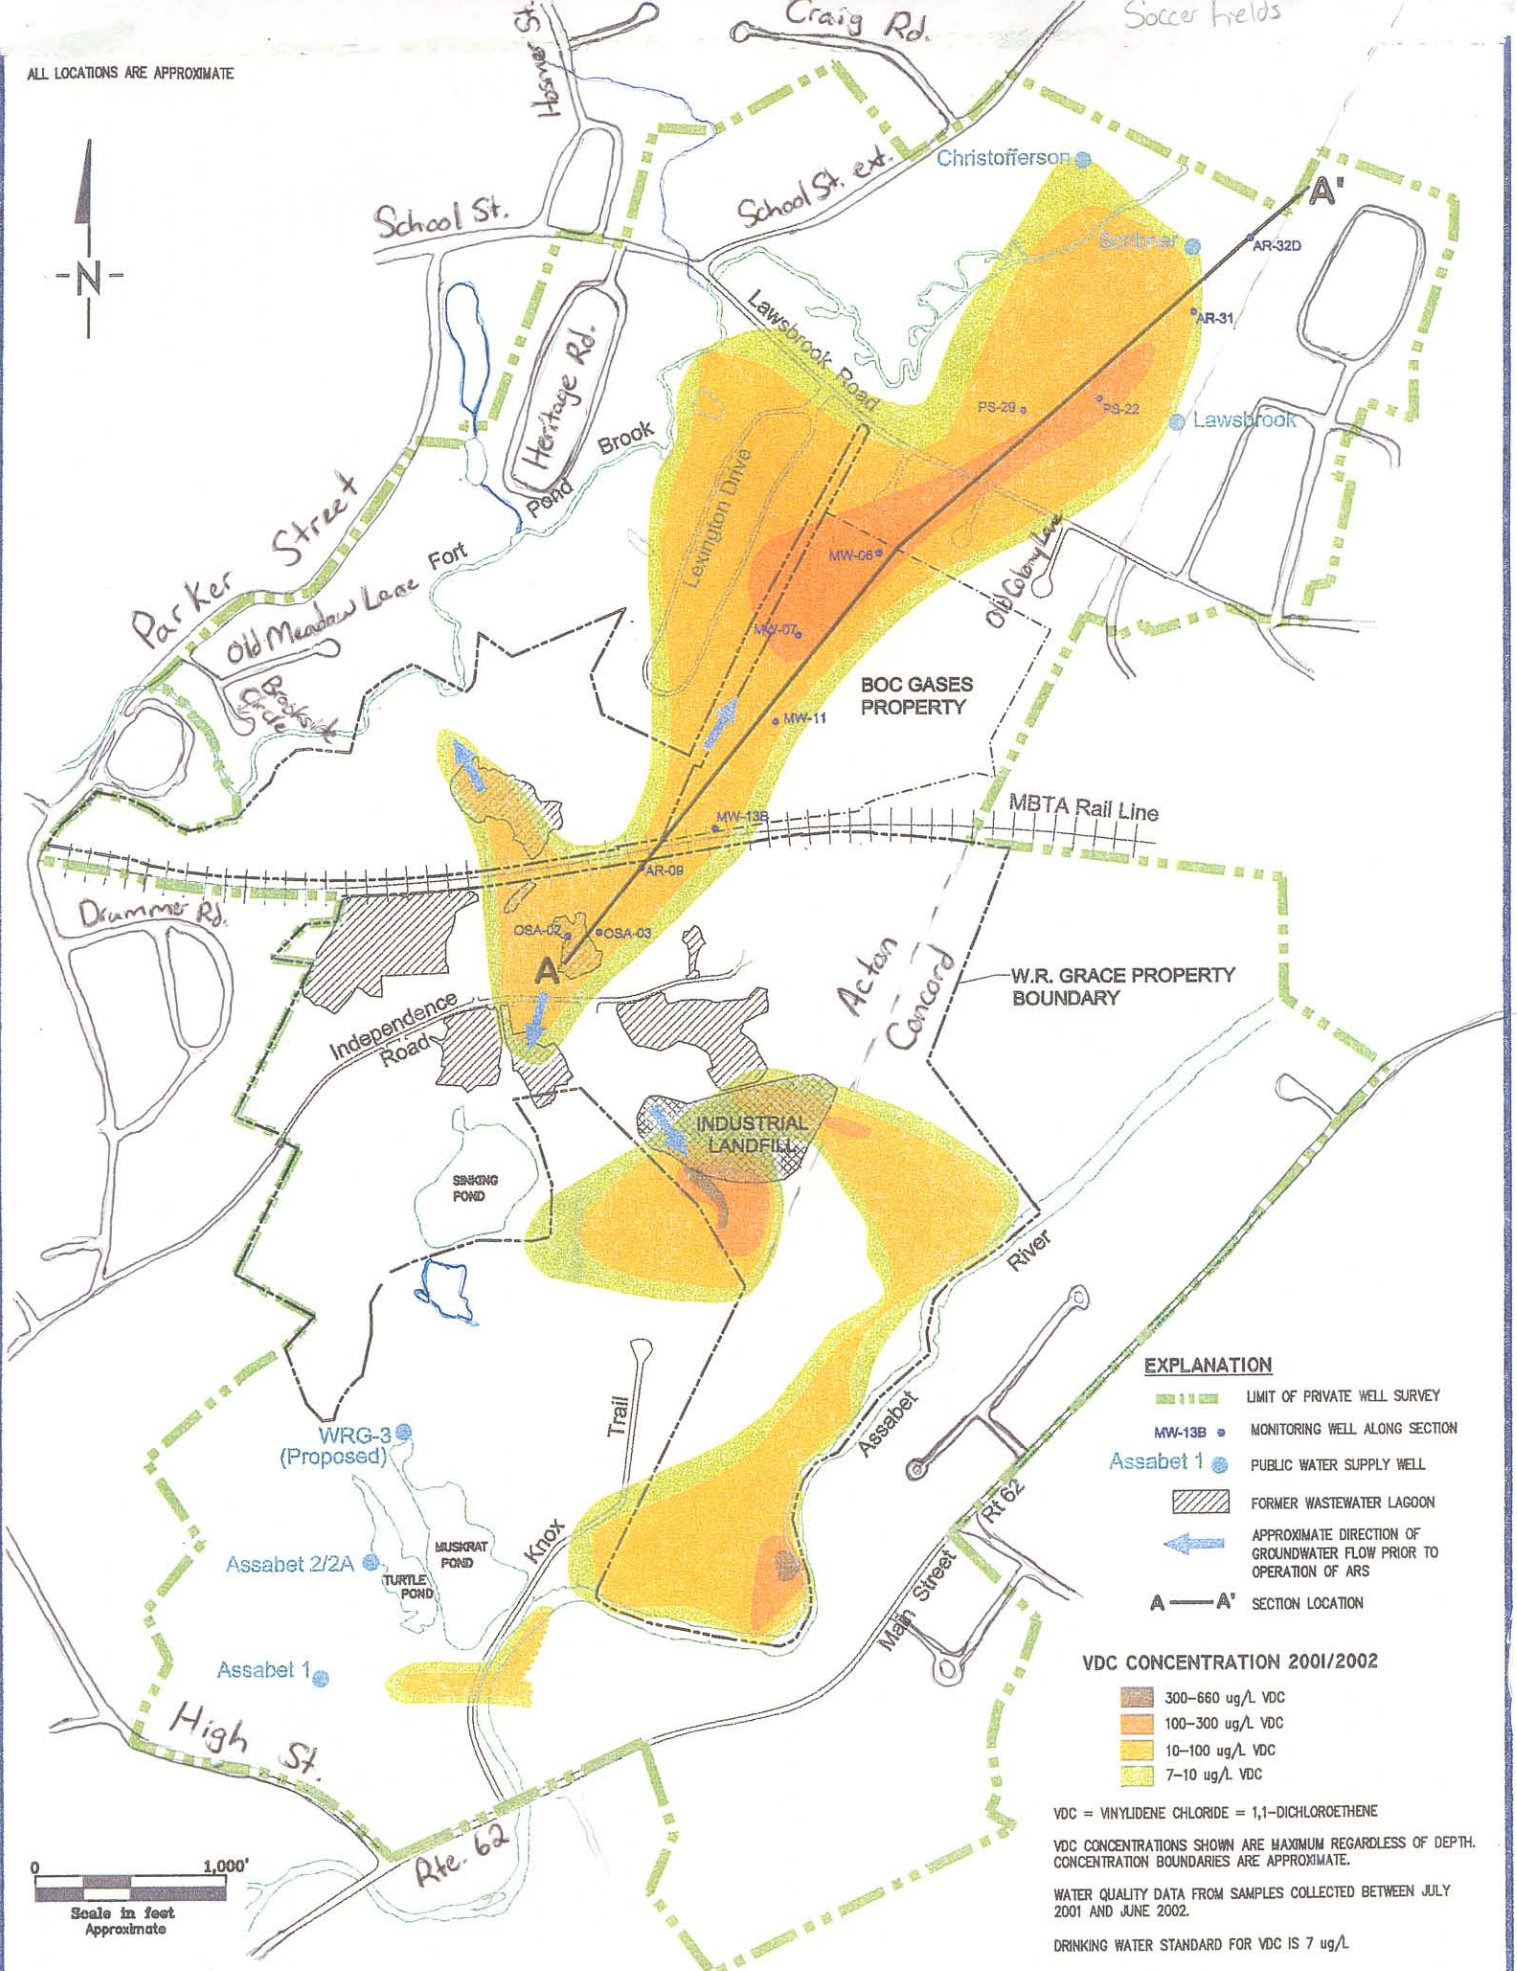 Soccer Fields
Craig Rd.
Hosmer St.
ALL LOCATIONS ARE APPROXIMATE
Christofferson
School St. ext.
A'
School St.
-N-
Scribner
AR-32D
AR-31
Lawsbrook Road
Heritage Rd.
PS-29
PS-22
Lawsbrook
Brook
Pond
Fort
Lexington Drive
Parker Street
MW-06
Old Colony Lane
Old Meadow Lane
MW-07
Brookside
Circle
BOC GASES
PROPERTY
MW-11
MBTA Rail Line
MW-13B
AR-09
Drummer Rd.
OSA-02
OSA-03
A
Acton
Concord
W.R. GRACE PROPERTY
BOUNDARY
Independence
Road
INDUSTRIAL
LANDFILL
SINKING
POND
River
Assabet
Trail
Knox
WRG-3
(Proposed)
Assabet 2/2A
MUSKRAT
POND
TURTLE
POND
Assabet 1
High St.
Main Street
Rt 62
Rte. 62
EXPLANATION
LIMIT OF PRIVATE WELL SURVEY
MW-13B MONITORING WELL ALONG SECTION
Assabet 1 PUBLIC WATER SUPPLY WELL
FORMER WASTEWATER LAGOON
APPROXIMATE DIRECTION OF
GROUNDWATER FLOW PRIOR TO
OPERATION OF ARS
A A' SECTION LOCATION
VDC CONCENTRATION 2001/2002
300-660 ug/L VDC
100-300 ug/L VDC
10-100 ug/L VDC
7-10 ug/L VDC
VDC = VINYLIDENE CHLORIDE = 1,1-DICHLOROETHENE
VDC CONCENTRATIONS SHOWN ARE MAXIMUM REGARDLESS OF DEPTH.
CONCENTRATION BOUNDARIES ARE APPROXIMATE.
WATER QUALITY DATA FROM SAMPLES COLLECTED BETWEEN JULY
2001 AND JUNE 2002.
DRINKING WATER STANDARD FOR VDC IS 7 ug/L
0 1,000'
Scale in feet
Approximate